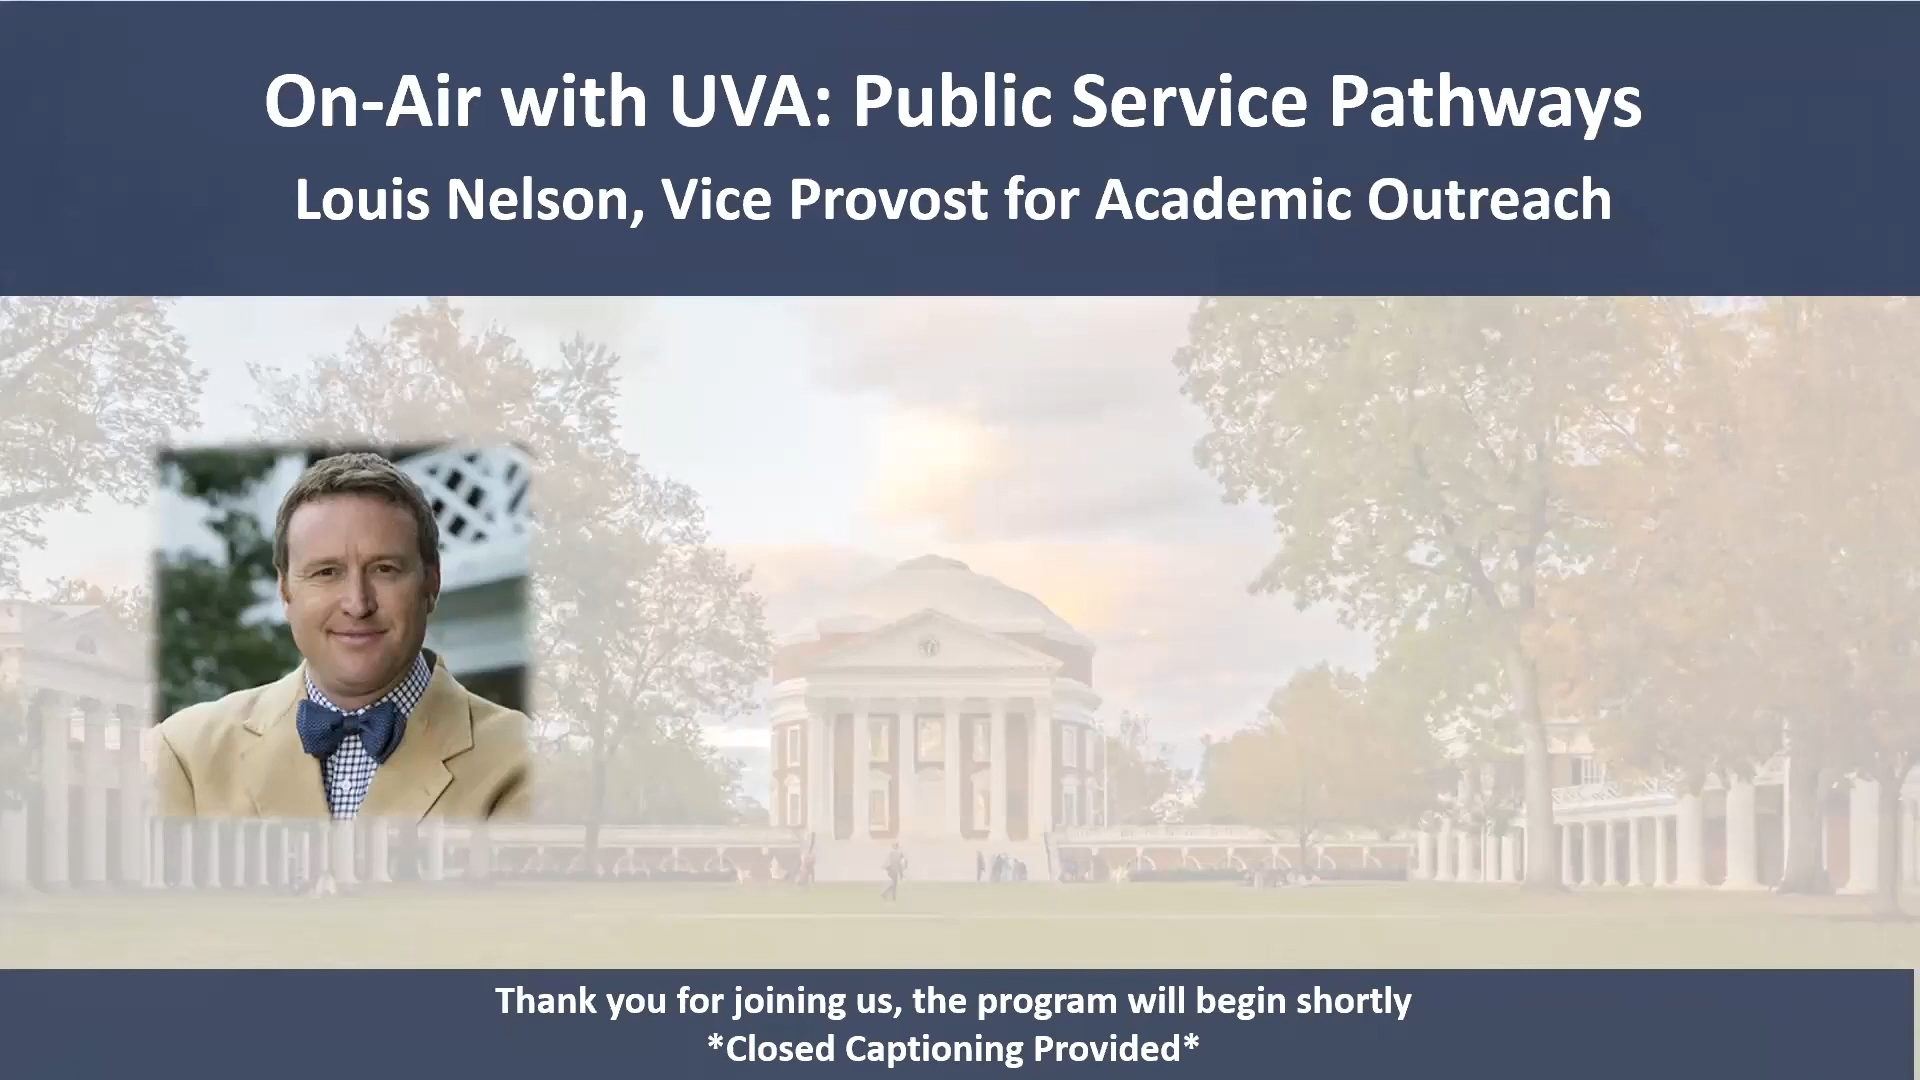 On-Air with UVA: Public Service Pathways
Louis Nelson, Vice Provost for Academic Outreach
Thank you for joining us, the program will begin shortly
*Closed Captioning Provided*